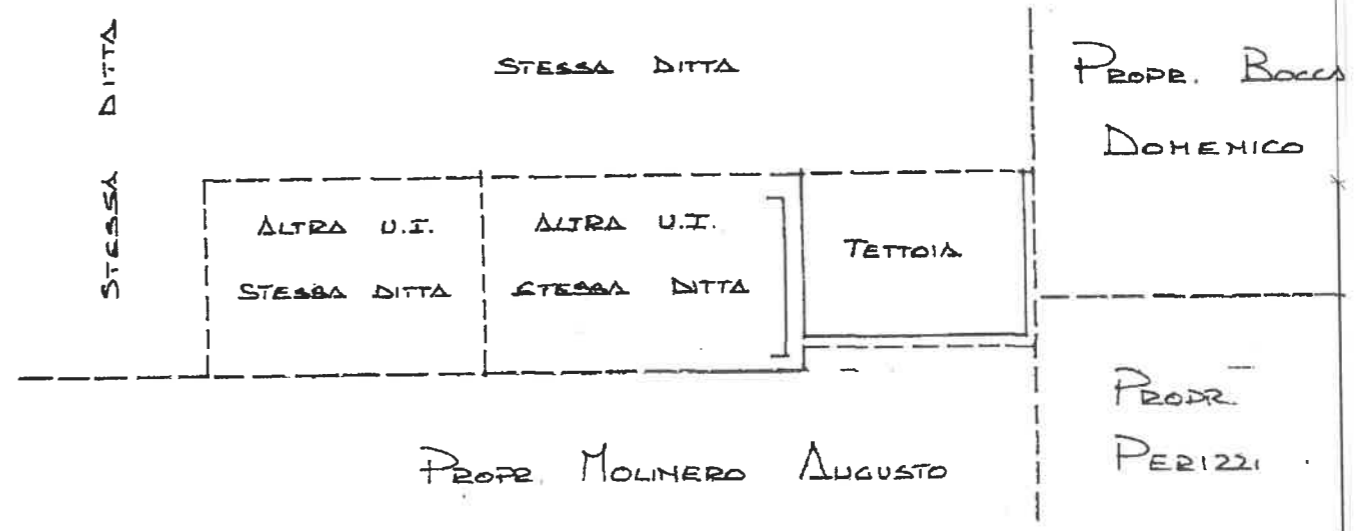 STESSA DITTA
STESSA DITTA
PROPR. BOCCA
DOMENICO
ALTRA U.I.
STESSA DITTA
ALTRA U.I.
STESSA DITTA
TETTOIA
PROPR. MOLINERO AUGUSTO
PROPR
PERIZZI.